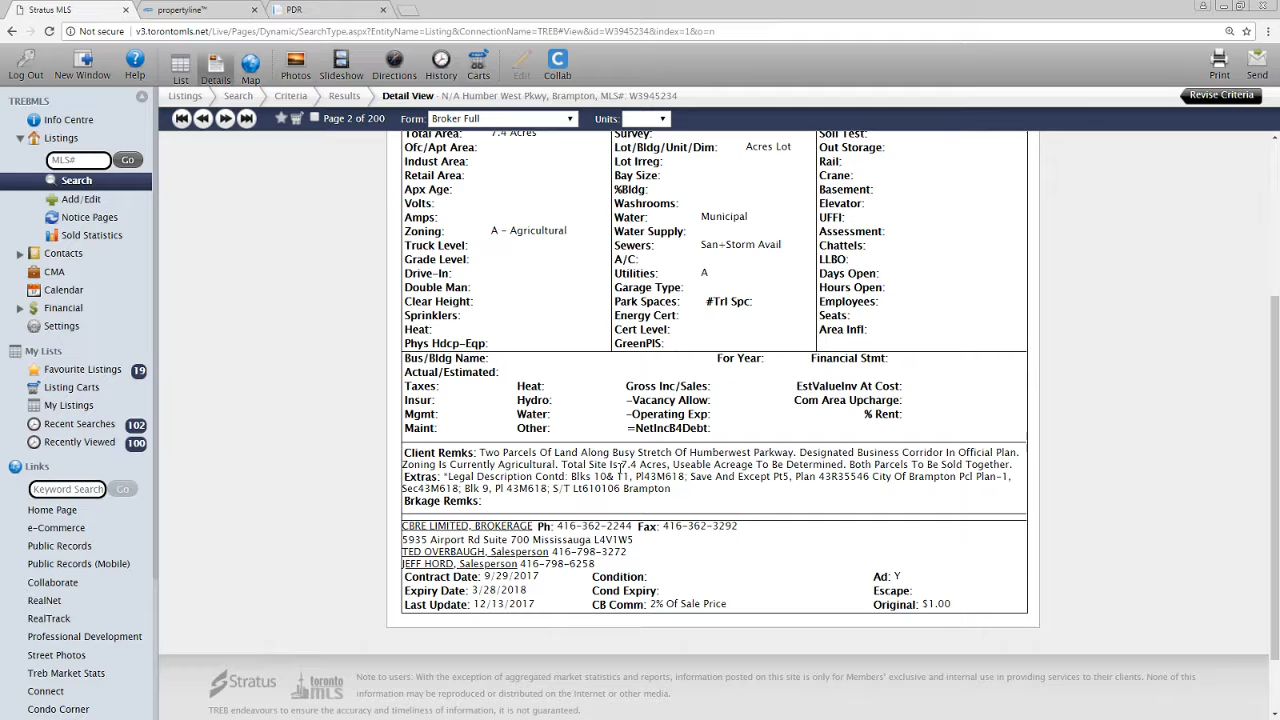 Stratus MLS
propertyline™
PDR
Not secure v3.torontomls.net/Live/Pages/Dynamic/SearchType.aspx?EntityName=Listing&ConnectionName=TREB#View&id=W3945234&index=1&o=n
Log Out New Window Help List Details Map Photos Slideshow Directions History Carts Edit Collab Print Send
TREBMLS Listings Search Criteria Results Detail View - N/A Humber West Pkwy, Brampton, MLS#: W3945234 Revise Criteria
Page 2 of 200 Form: Broker Full Units:
Info Centre
Listings
MLS# Go
Search
Add/Edit
Notice Pages
Sold Statistics
Contacts
CMA
Calendar
Financial
Settings
My Lists
Favourite Listings 19
Listing Carts
My Listings
Recent Searches 102
Recently Viewed 100
Links
Keyword Search Go
Home Page
e-Commerce
Public Records
Public Records (Mobile)
Collaborate
RealNet
RealTrack
Professional Development
Street Photos
Treb Market Stats
Connect
Condo Corner
Total Area: 7.4 Acres Survey: Soil Test:
Ofc/Apt Area: Lot/Bldg/Unit/Dim: Acres Lot Out Storage:
Indust Area: Lot Irreg: Rail:
Retail Area: Bay Size: Crane:
Apx Age: %Bldg: Basement:
Volts: Washrooms: Elevator:
Amps: Water: Municipal UFFI:
Zoning: A - Agricultural Water Supply: Assessment:
Truck Level: Sewers: San+Storm Avail Chattels:
Grade Level: A/C: LLBO:
Drive-In: Utilities: A Days Open:
Double Man: Garage Type: Hours Open:
Clear Height: Park Spaces: #Trl Spc: Employees:
Sprinklers: Energy Cert: Seats:
Heat: Cert Level: Area Infl:
Phys Hdcp-Eqp: GreenPIS:
Bus/Bldg Name: For Year: Financial Stmt:
Actual/Estimated:
Taxes: Heat: Gross Inc/Sales: EstValueInv At Cost:
Insur: Hydro: -Vacancy Allow: Com Area Upcharge:
Mgmt: Water: -Operating Exp: % Rent:
Maint: Other: =NetIncB4Debt:
Client Remks: Two Parcels Of Land Along Busy Stretch Of Humberwest Parkway. Designated Business Corridor In Official Plan.
Zoning Is Currently Agricultural. Total Site Is 7.4 Acres, Useable Acreage To Be Determined. Both Parcels To Be Sold Together.
Extras: *Legal Description Contd: Blks 10& 11, Pl43M618; Save And Except Pt5, Plan 43R35546 City Of Brampton Pcl Plan-1,
Sec43M618; Blk 9, Pl 43M618; S/T Lt610106 Brampton
Brkage Remks:
CBRE LIMITED, BROKERAGE Ph: 416-362-2244 Fax: 416-362-3292
5935 Airport Rd Suite 700 Mississauga L4V1W5
TED OVERBAUGH, Salesperson 416-798-3272
JEFF HORD, Salesperson 416-798-6258
Contract Date: 9/29/2017 Condition: Ad: Y
Expiry Date: 3/28/2018 Cond Expiry: Escape:
Last Update: 12/13/2017 CB Comm: 2% Of Sale Price Original: $1.00
Stratus toronto MLS
Note to users. With the exception of aggregated market statistics and reports, information posted on this site is only for Members' exclusive and internal use in providing services to their clients. None of this
information may be reproduced or distributed on the Internet or other media.
TREB endeavours to ensure the accuracy and timeliness of information, it is not guaranteed.